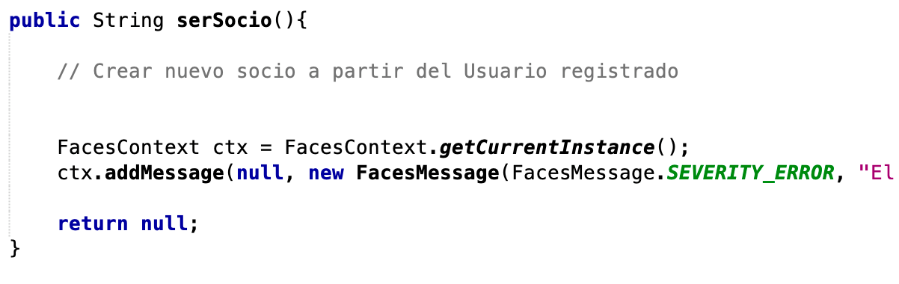 public String serSocio(){
// Crear nuevo socio a partir del Usuario registrado
FacesContext ctx = FacesContext.getCurrentInstance();
ctx.addMessage(null, new FacesMessage(FacesMessage.SEVERITY_ERROR, "El
return null;
}